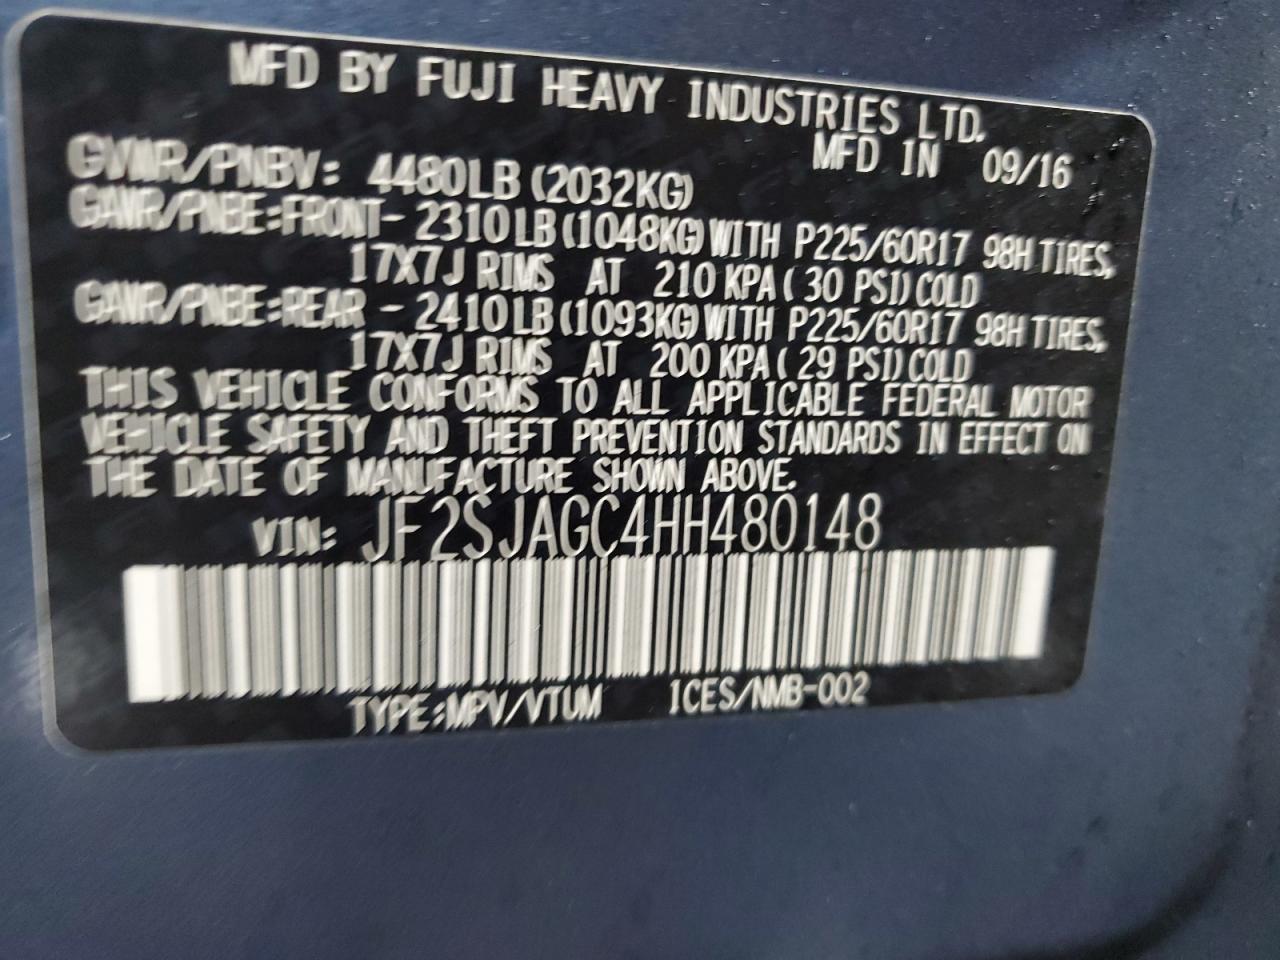 MFD BY FUJI HEAVY INDUSTRIES LTD.
MFD IN 09/16
GVWR/PNBV: 4480LB (2032KG)
GAWR/PNBE:FRONT- 2310LB (1048KG) WITH P225/60R17 98H TIRES,
17X7J RIMS AT 210 KPA ( 30 PSI) COLD
GAWR/PNBE:REAR - 2410LB (1093KG) WITH P225/60R17 98H TIRES,
17X7J RIMS AT 200 KPA ( 29 PSI) COLD
THIS VEHICLE CONFORMS TO ALL APPLICABLE FEDERAL MOTOR
VEHICLE SAFETY AND THEFT PREVENTION STANDARDS IN EFFECT ON
THE DATE OF MANUFACTURE SHOWN ABOVE.
VIN: JF2SJAGC4HH480148
TYPE:MPV/VTUM ICES/NMB-002